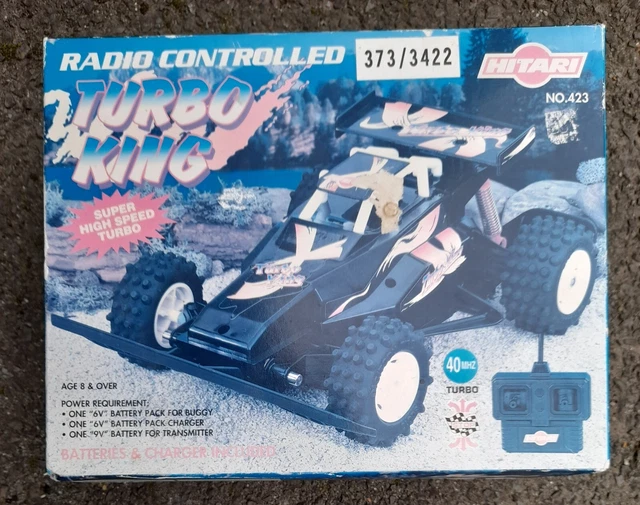 RADIO CONTROLLED
373/3422
HITARI
NO.423
TURBO
KING
SUPER
HIGH SPEED
TURBO
40MHZ
TURBO
AGE 8 & OVER
POWER REQUIREMENT:
• ONE "6V" BATTERY PACK FOR BUGGY
• ONE "6V" BATTERY PACK CHARGER
• ONE "9V" BATTERY FOR TRANSMITTER
BATTERIES & CHARGER INCLUDED
HITARI